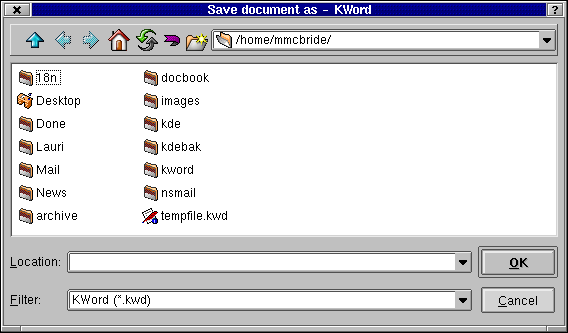 Save document as - KWord
?
/home/mmcbride/
18n
Desktop
Done
Lauri
Mail
News
archive
docbook
images
kde
kdebak
kword
nsmail
tempfile.kwd
Location:
OK
Filter:
KWord (*.kwd)
Cancel